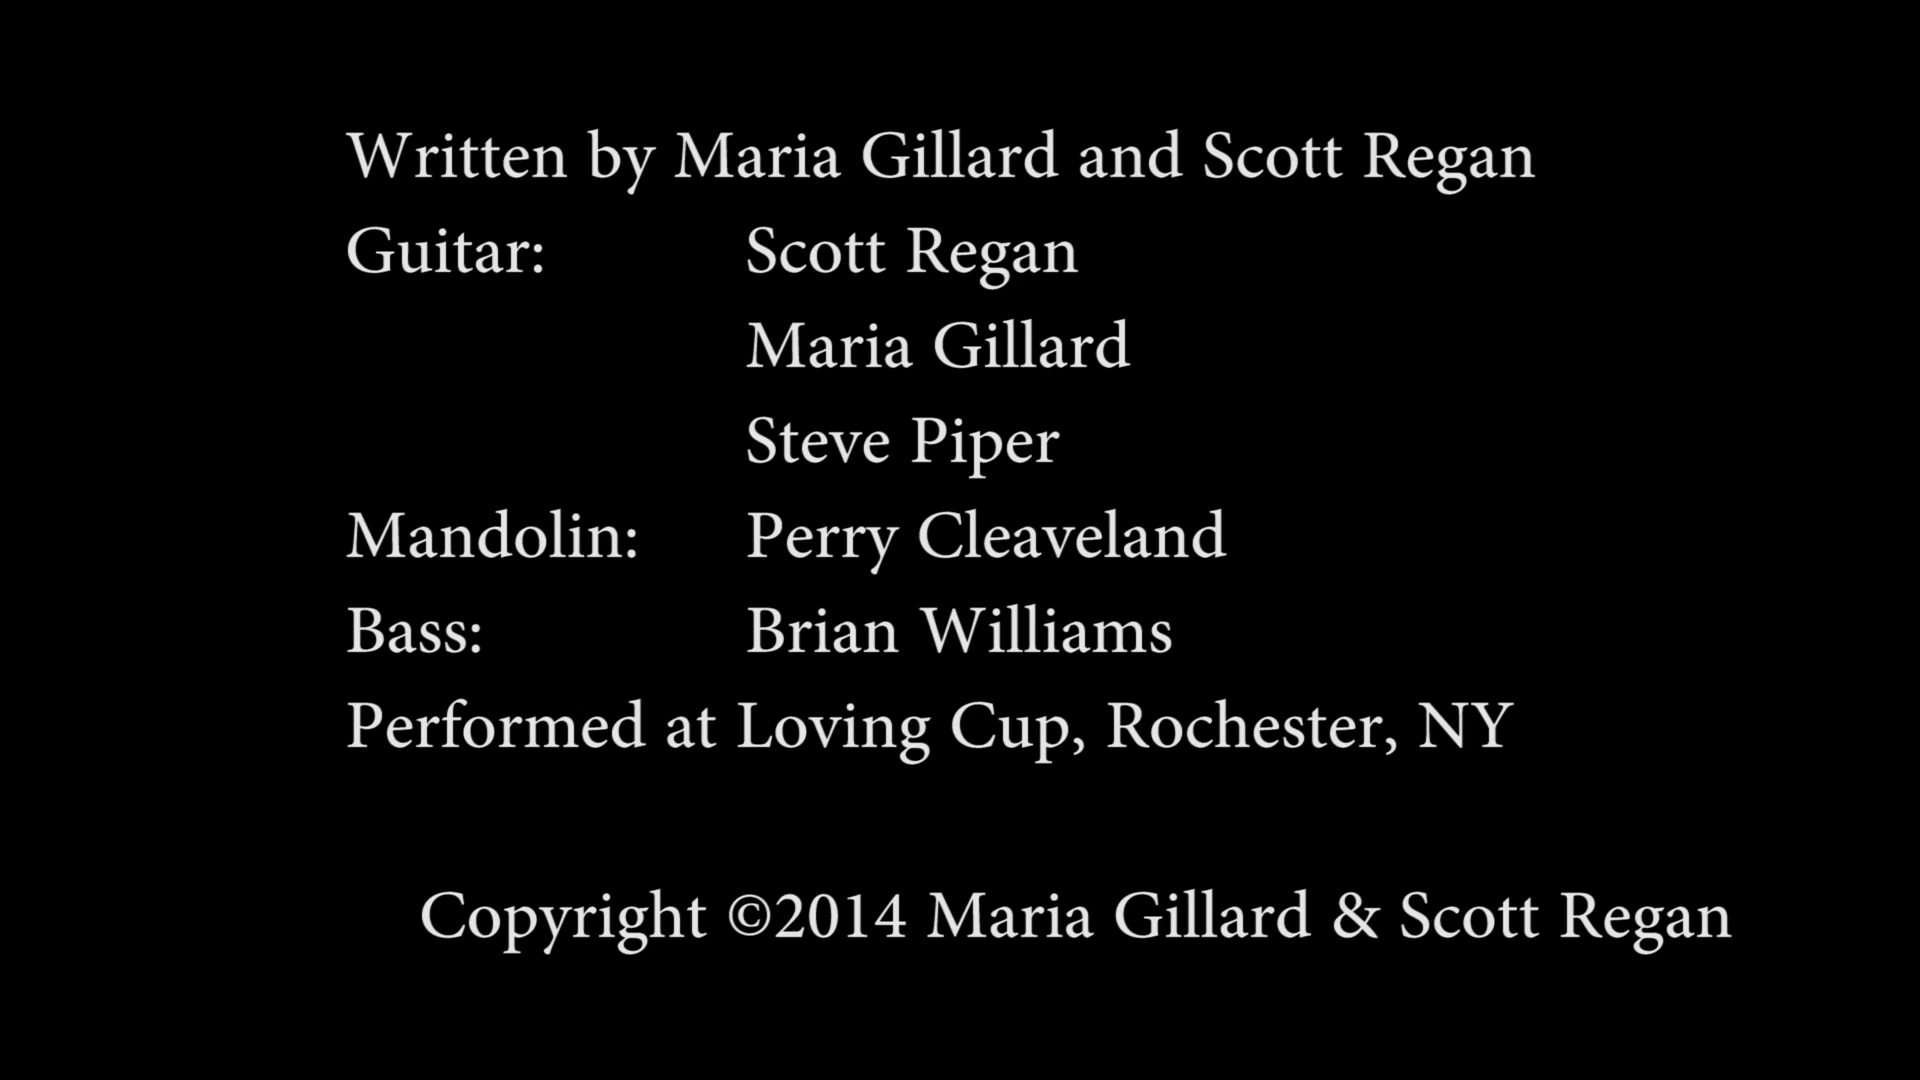 Written by Maria Gillard and Scott Regan
Guitar: Scott Regan
Maria Gillard
Steve Piper
Mandolin: Perry Cleaveland
Bass: Brian Williams
Performed at Loving Cup, Rochester, NY
Copyright ©2014 Maria Gillard & Scott Regan